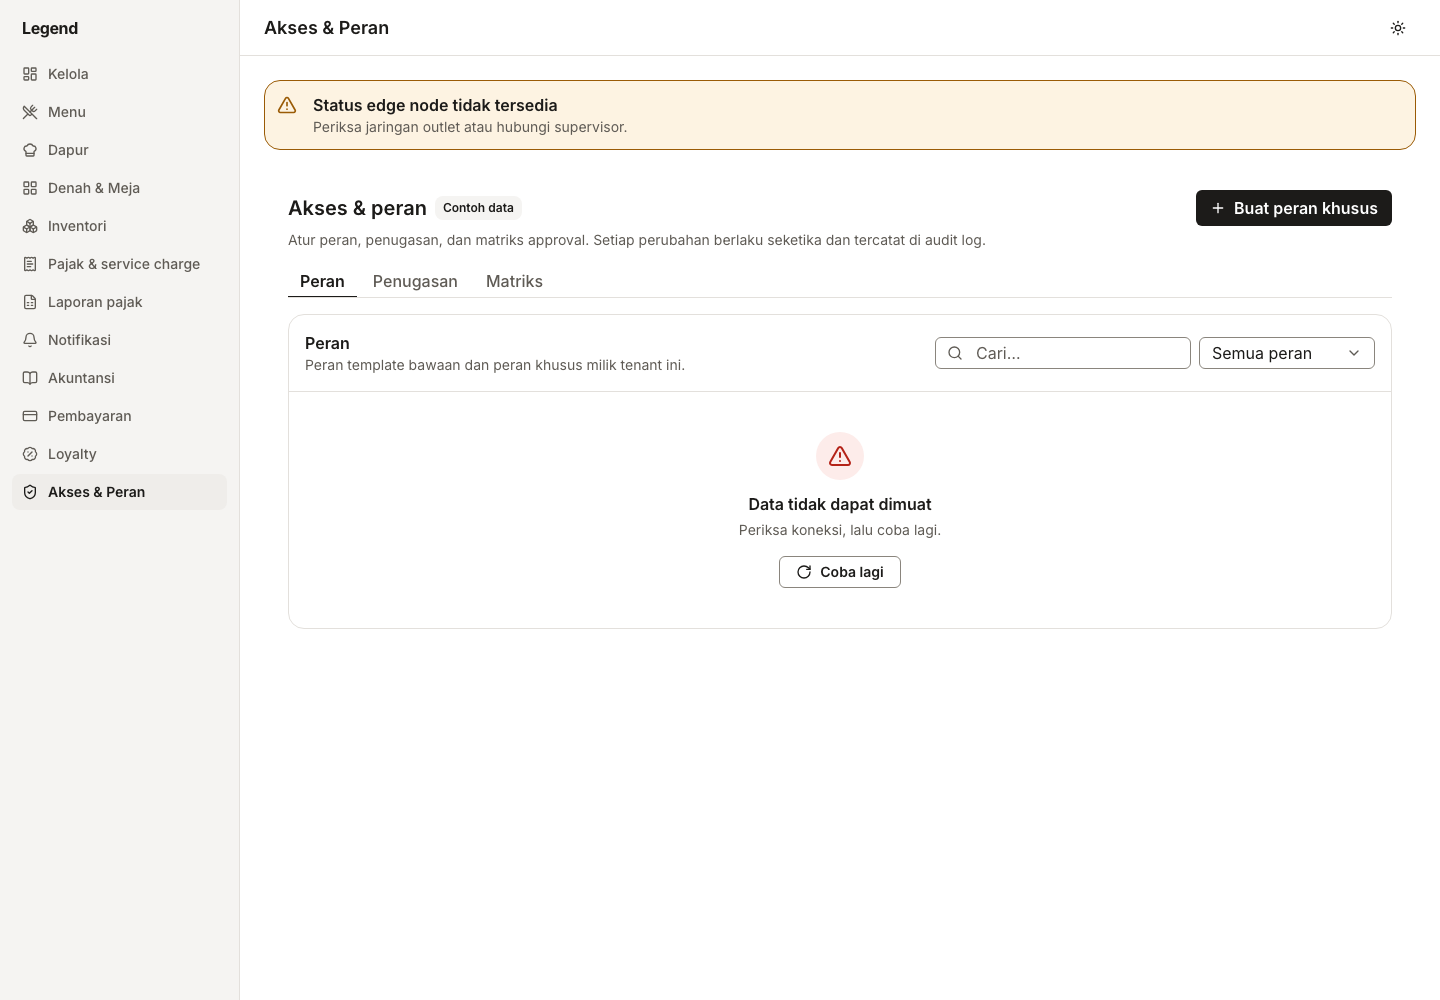 Legend
Kelola
Menu
Dapur
Denah & Meja
Inventori
Pajak & service charge
Laporan pajak
Notifikasi
Akuntansi
Pembayaran
Loyalty
Akses & Peran
Akses & Peran
Status edge node tidak tersedia
Periksa jaringan outlet atau hubungi supervisor.
Akses & peran
Contoh data
Buat peran khusus
Atur peran, penugasan, dan matriks approval. Setiap perubahan berlaku seketika dan tercatat di audit log.
Peran
Penugasan
Matriks
Peran
Peran template bawaan dan peran khusus milik tenant ini.
Cari...
Semua peran
Data tidak dapat dimuat
Periksa koneksi, lalu coba lagi.
Coba lagi